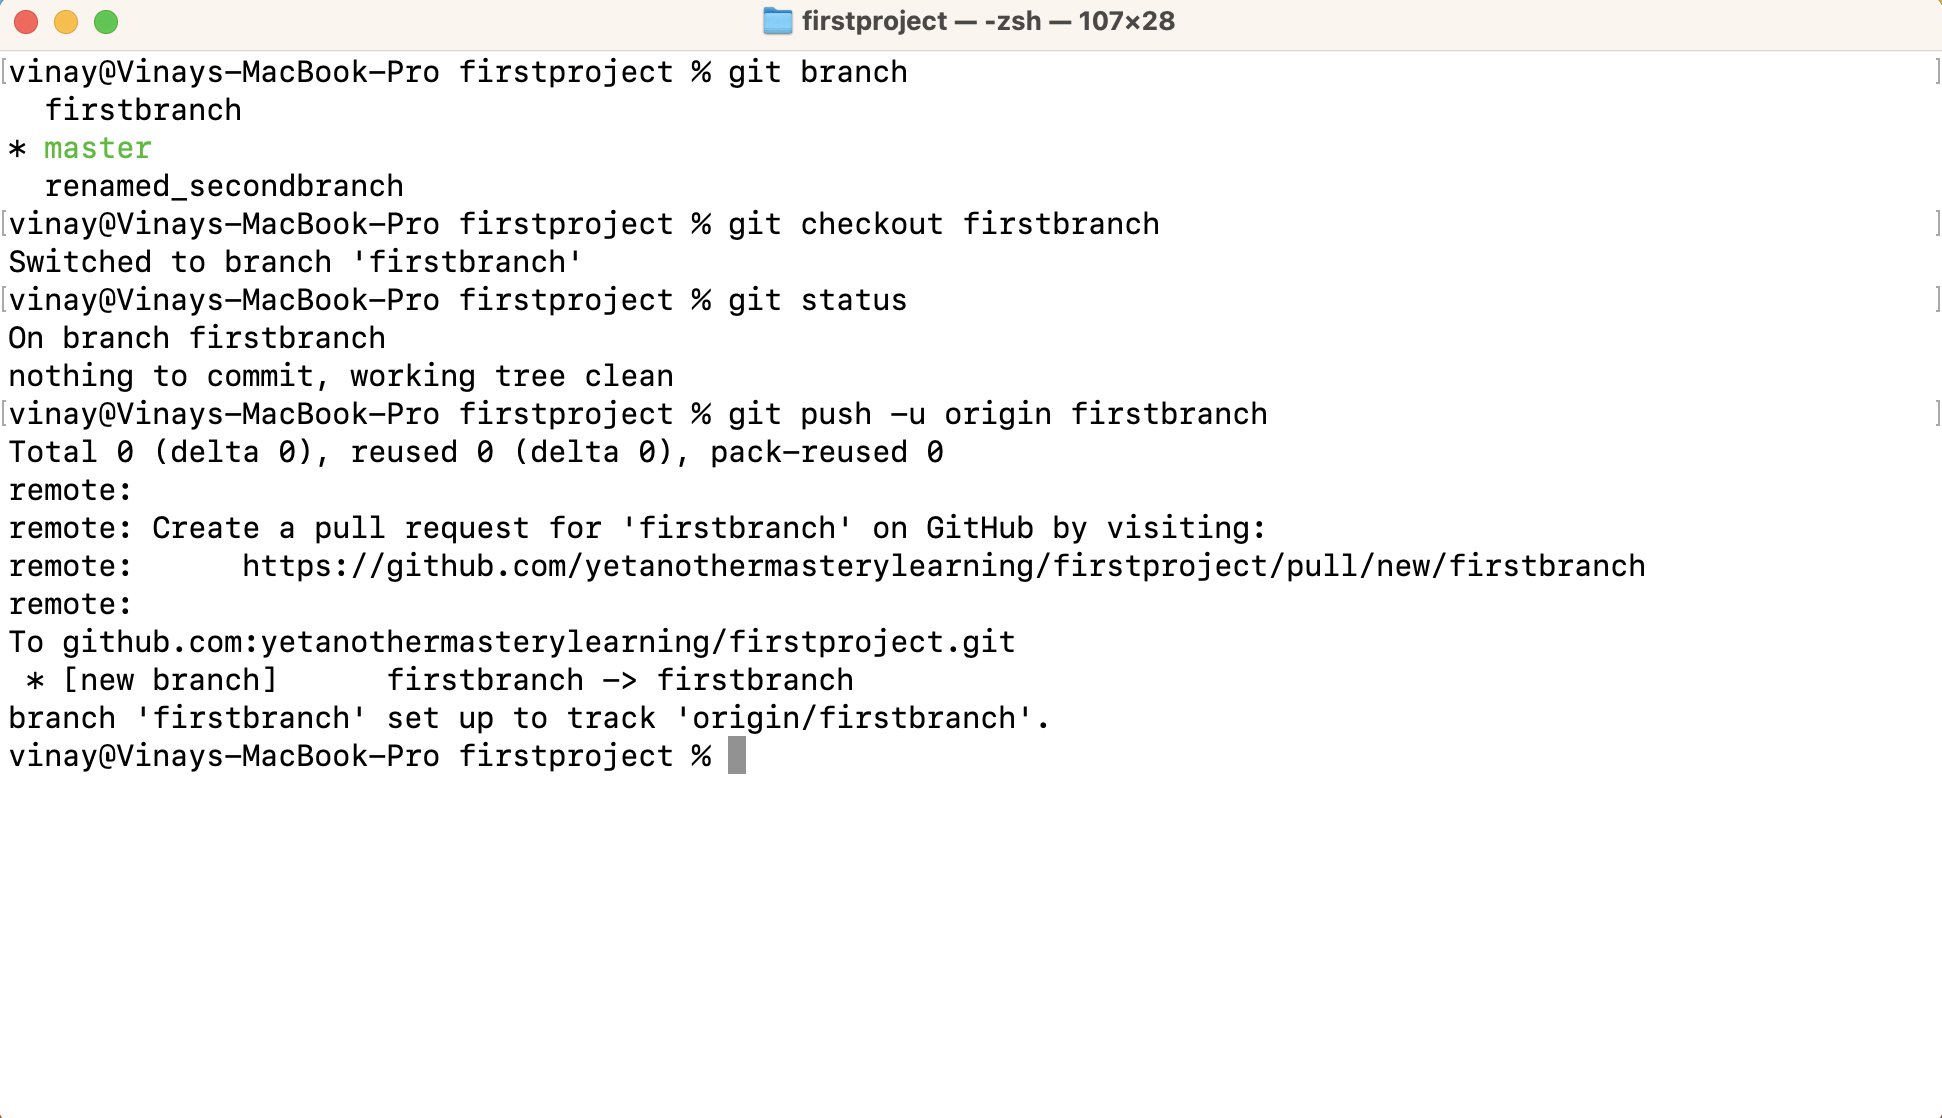 firstproject — -zsh — 107×28
vinay@Vinays-MacBook-Pro firstproject % git branch
  firstbranch
* master
  renamed_secondbranch
vinay@Vinays-MacBook-Pro firstproject % git checkout firstbranch
Switched to branch 'firstbranch'
vinay@Vinays-MacBook-Pro firstproject % git status
On branch firstbranch
nothing to commit, working tree clean
vinay@Vinays-MacBook-Pro firstproject % git push -u origin firstbranch
Total 0 (delta 0), reused 0 (delta 0), pack-reused 0
remote:
remote: Create a pull request for 'firstbranch' on GitHub by visiting:
remote:      https://github.com/yetanothermasterylearning/firstproject/pull/new/firstbranch
remote:
To github.com:yetanothermasterylearning/firstproject.git
 * [new branch]      firstbranch -> firstbranch
branch 'firstbranch' set up to track 'origin/firstbranch'.
vinay@Vinays-MacBook-Pro firstproject %